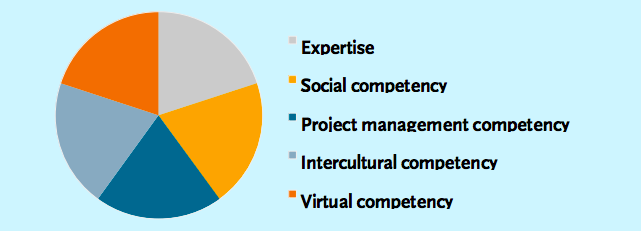 Expertise
Social competency
Project management competency
Intercultural competency
Virtual competency